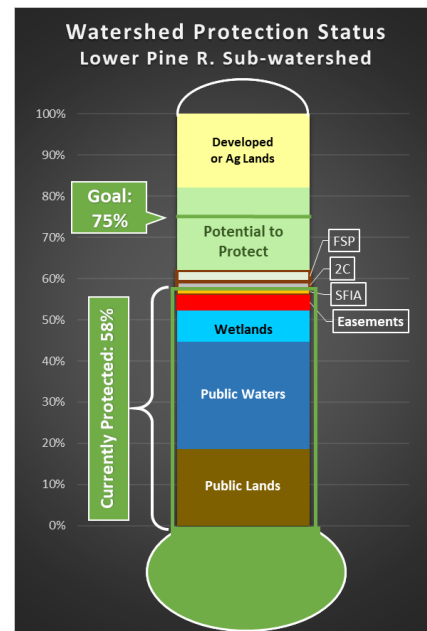 Watershed Protection Status
Lower Pine R. Sub-watershed
100%
90%
80%
70%
60%
50%
40%
30%
20%
10%
0%
Goal:
75%
Currently Protected: 58%
Developed
or Ag Lands
Potential to
Protect
FSP
2C
SFIA
Easements
Wetlands
Public Waters
Public Lands